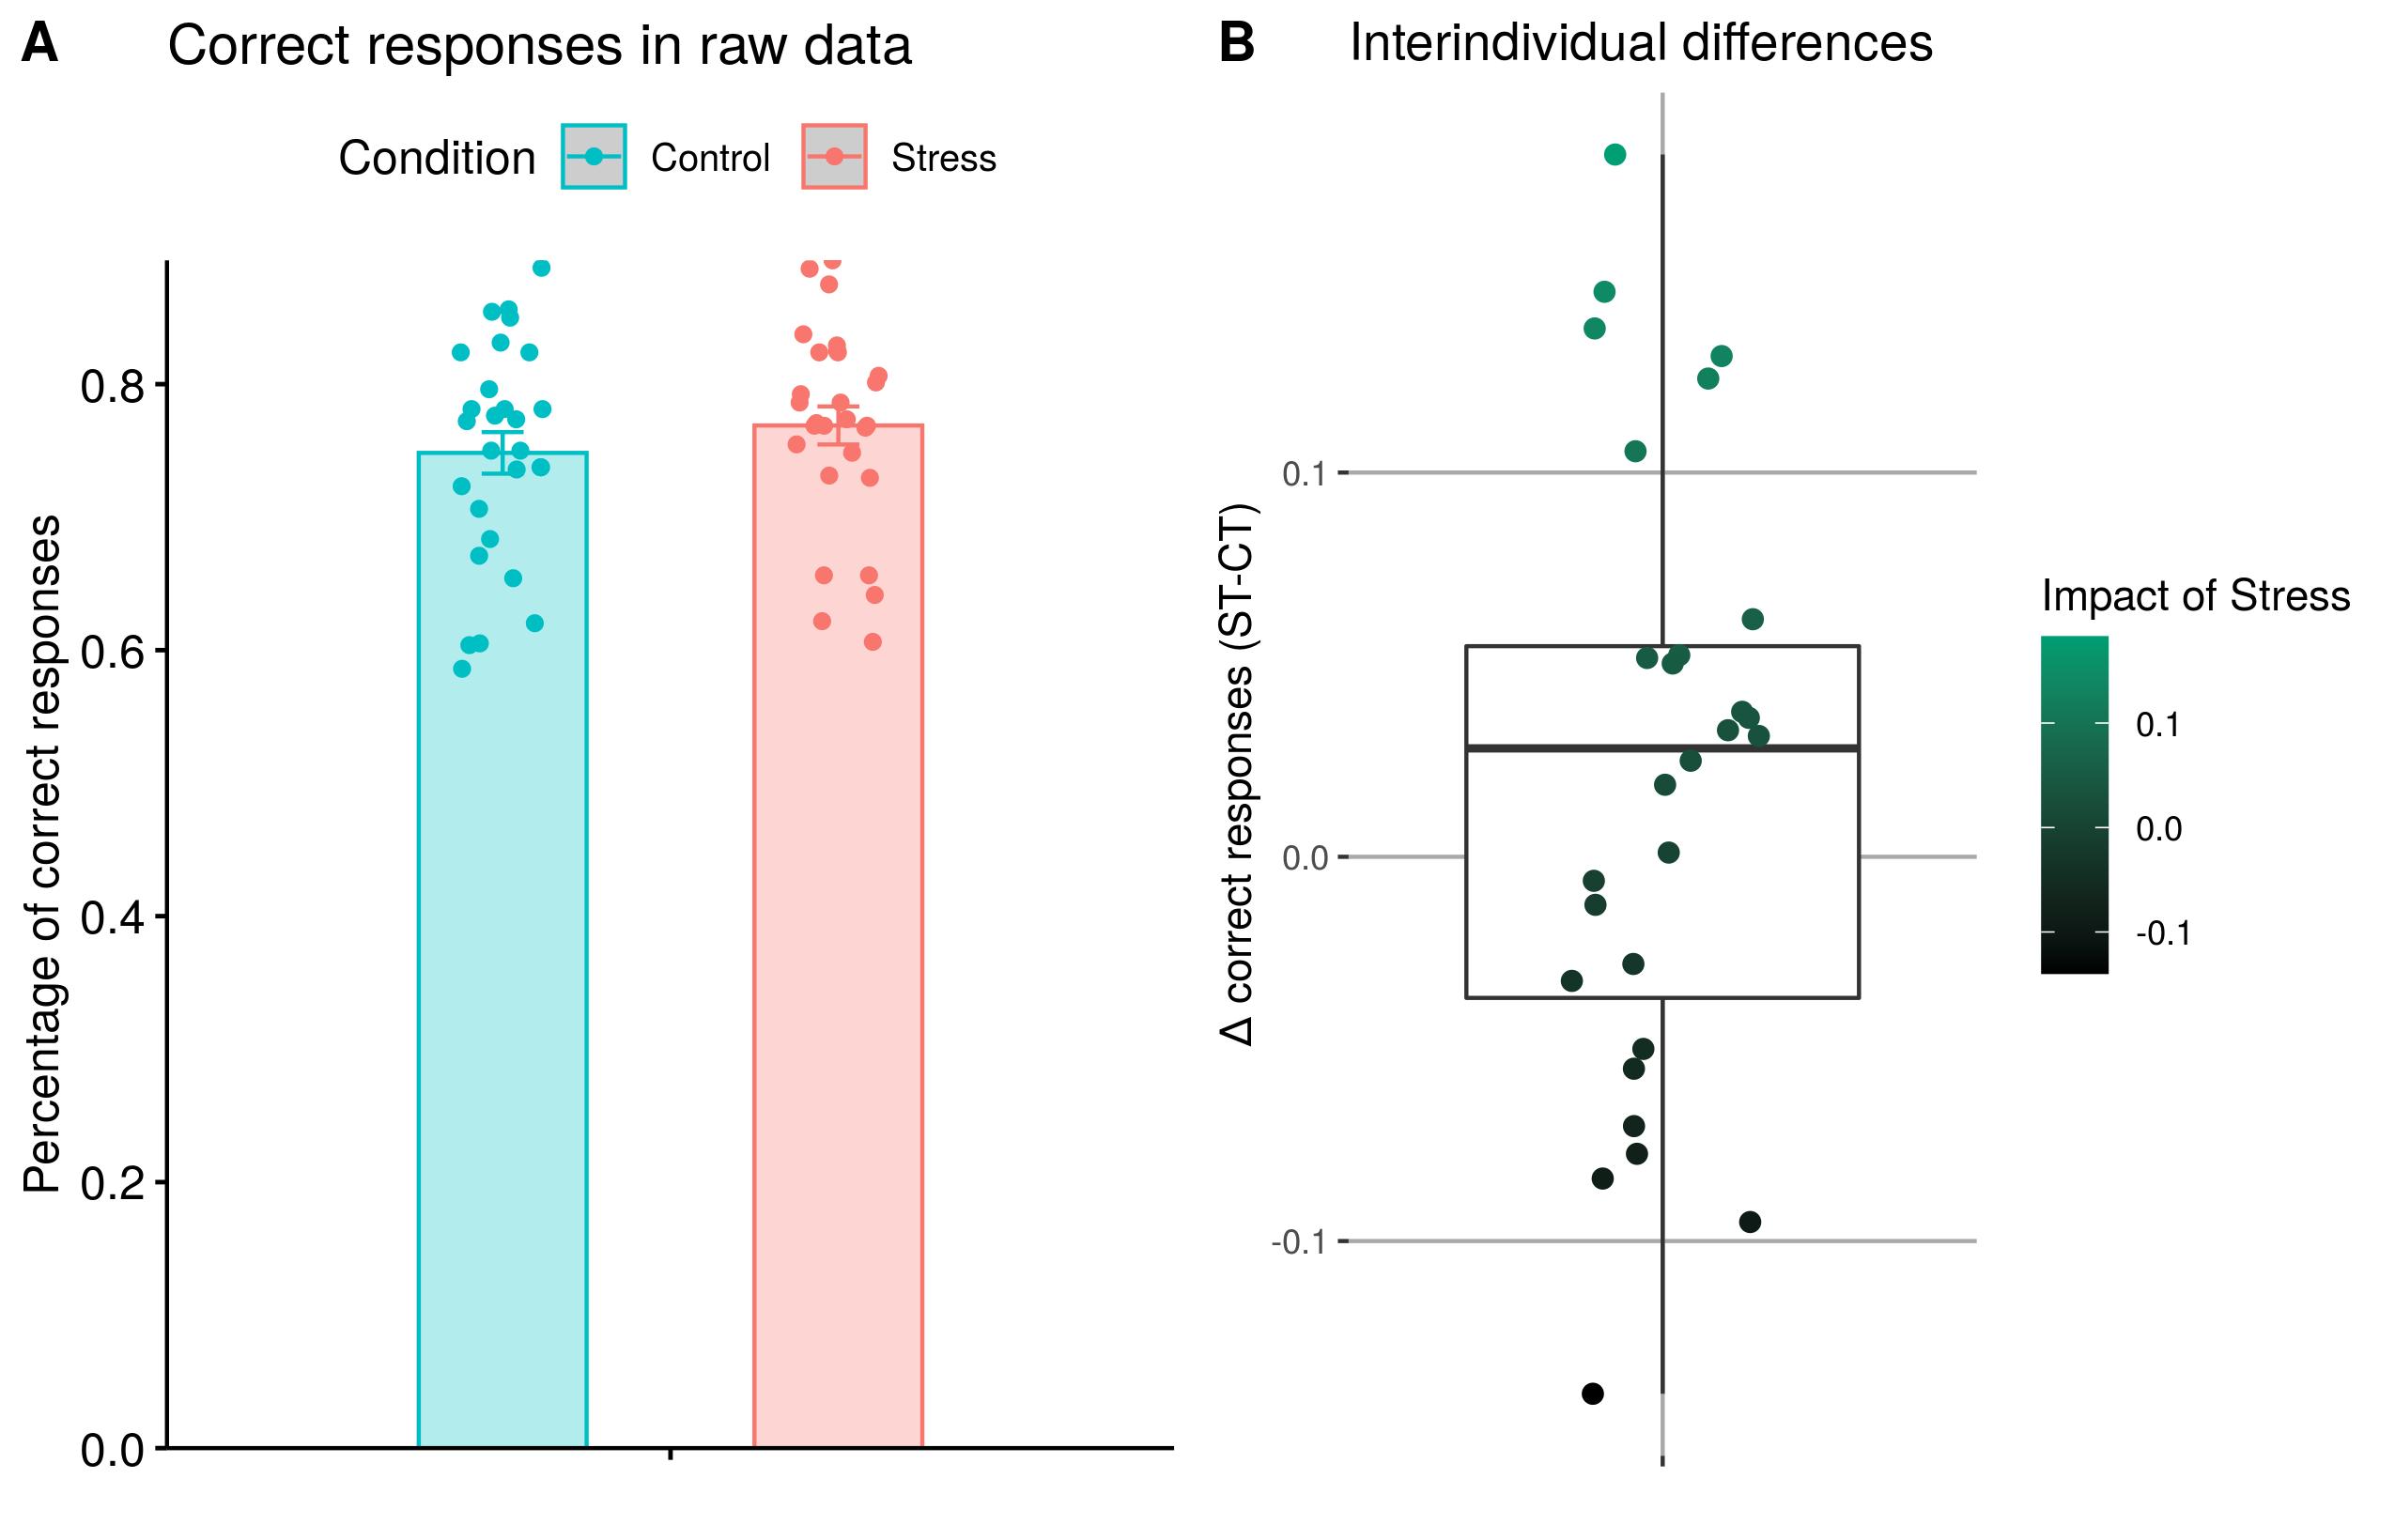 A
Correct responses in raw data
Condition
Control
Stress
Percentage of correct responses
0.8
0.6
0.4
0.2
0.0
B
Interindividual differences
Δ correct responses (ST-CT)
0.1
0.0
-0.1
Impact of Stress
0.1
0.0
-0.1